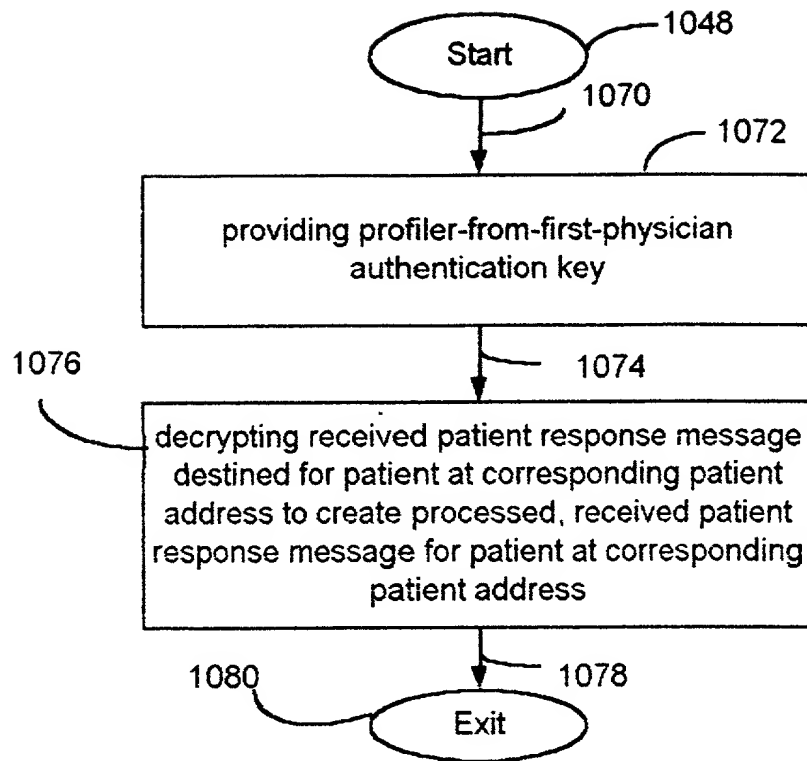 Start
1048
1070
1072
providing profiler-from-first-physician
authentication key
1076
1074
decrypting received patient response message
destined for patient at corresponding patient
address to create processed, received patient
response message for patient at corresponding
patient address
1080
1078
Exit